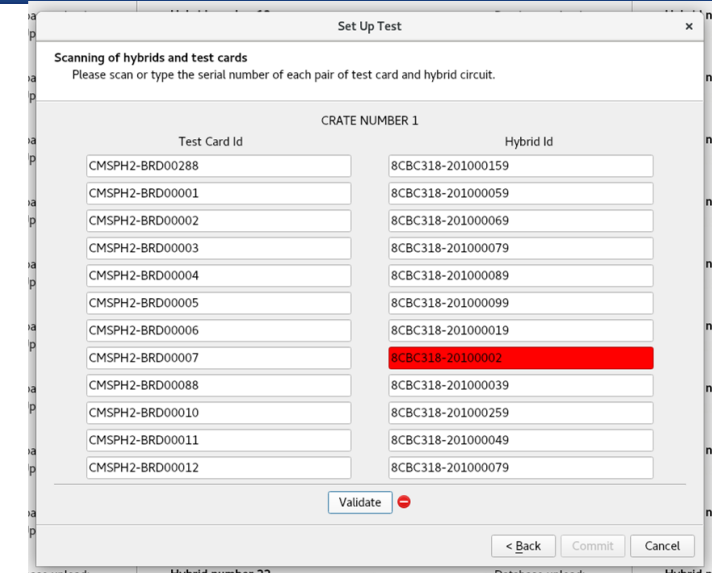 Set Up Test
Scanning of hybrids and test cards
Please scan or type the serial number of each pair of test card and hybrid circuit.
CRATE NUMBER 1
Test Card Id Hybrid Id
CMSPH2-BRD00288 8CBC318-201000159
CMSPH2-BRD00001 8CBC318-201000059
CMSPH2-BRD00002 8CBC318-201000069
CMSPH2-BRD00003 8CBC318-201000079
CMSPH2-BRD00004 8CBC318-201000089
CMSPH2-BRD00005 8CBC318-201000099
CMSPH2-BRD00006 8CBC318-201000019
CMSPH2-BRD00007 8CBC318-20100002
CMSPH2-BRD00088 8CBC318-201000039
CMSPH2-BRD00010 8CBC318-201000259
CMSPH2-BRD00011 8CBC318-201000049
CMSPH2-BRD00012 8CBC318-201000079
Validate
< Back Commit Cancel